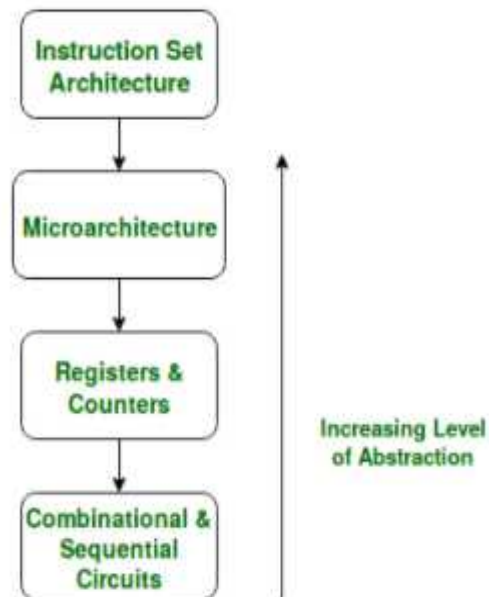 Instruction Set
Architecture
Microarchitecture
Registers &
Counters
Increasing Level
of Abstraction
Combinational &
Sequential
Circuits